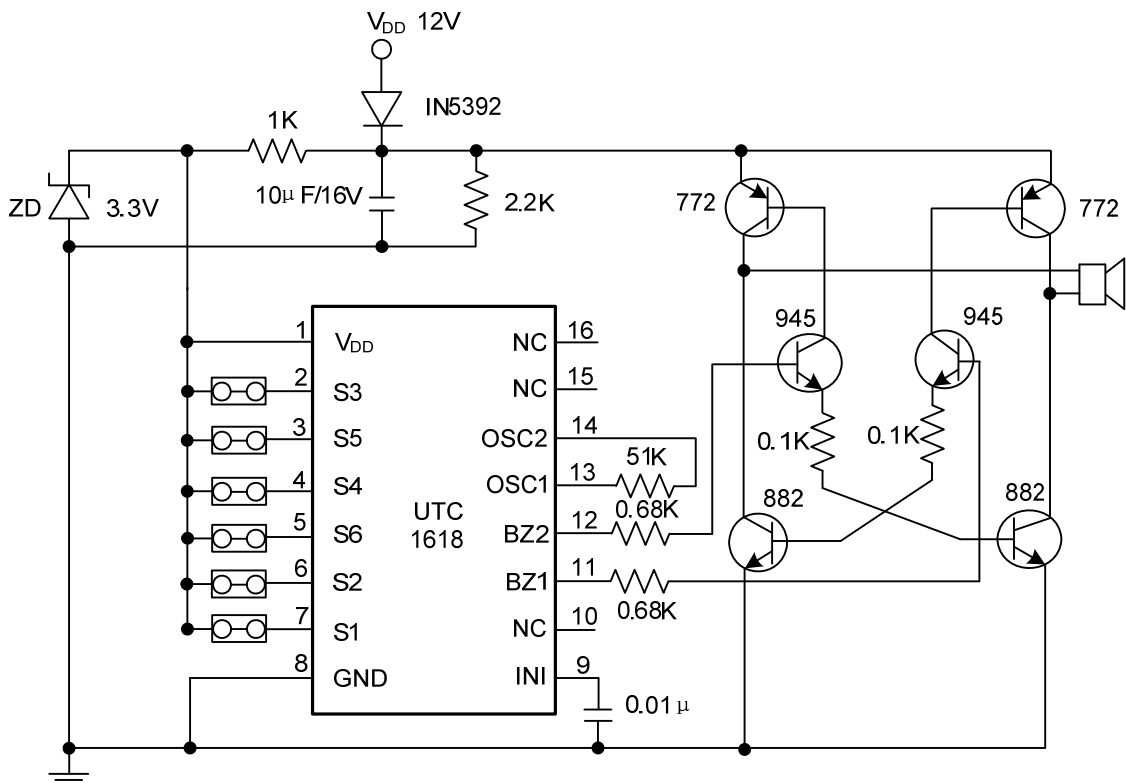 VDD 12V
IN5392
1K
10μF/16V
2.2K
ZD
3.3V
772
772
945
945
0.1K
0.1K
882
882
UTC
1618
1
VDD
2
S3
3
S5
4
S4
5
S6
6
S2
7
S1
8
GND
NC
16
NC
15
OSC2
14
OSC1
13
51K
0.68K
BZ2
12
BZ1
11
0.68K
NC
10
INI
9
0.01μ